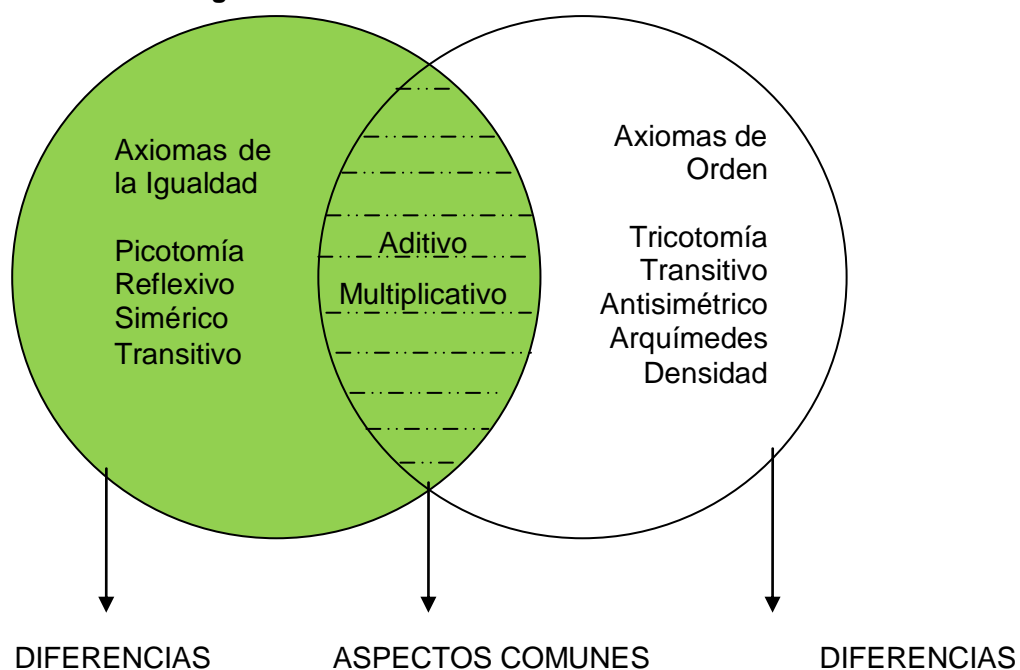 Axiomas de
la Igualdad
Picotomía
Reflexivo
Simérico
Transitivo
Aditivo
Multiplicativo
Axiomas de
Orden
Tricotomía
Transitivo
Antisimétrico
Arquímedes
Densidad
DIFERENCIAS
ASPECTOS COMUNES
DIFERENCIAS